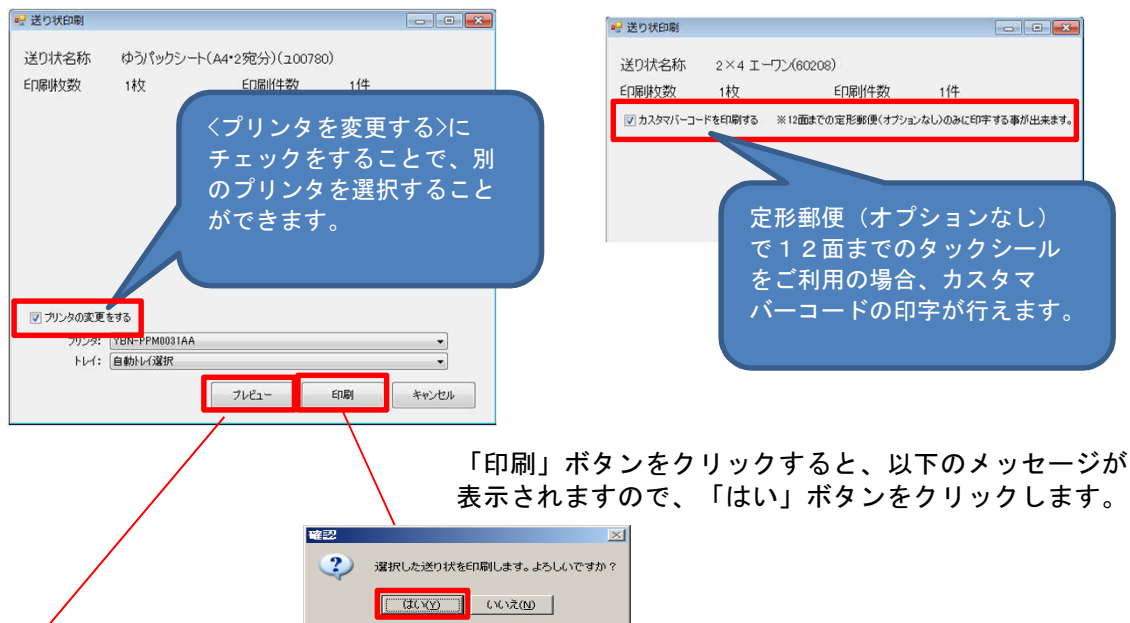 送り状印刷
送り状名称 ゆうパックシート(A4・2宛分)(ュ00780)
印刷枚数 1枚 印刷件数 1件
<プリンタを変更する>に
チェックをすることで、別
のプリンタを選択すること
ができます。
プリンタの変更をする
プリンタ: YBN-PPM0031AA
トレイ: 自動トレイ選択
プレビュー 印刷 キャンセル
送り状印刷
送り状名称 2×4 エーワン(60208)
印刷枚数 1枚 印刷件数 1件
カスタマバーコードを印刷する ※12面までの定形郵便(オプションなし)のみに印字する事が出来ます。
定形郵便(オプションなし)
で12面までのタックシール
をご利用の場合、カスタマ
バーコードの印字が行えます。
「印刷」ボタンをクリックすると、以下のメッセージが
表示されますので、「はい」ボタンをクリックします。
確認
選択した送り状を印刷します。よろしいですか?
はい(Y) いいえ(N)